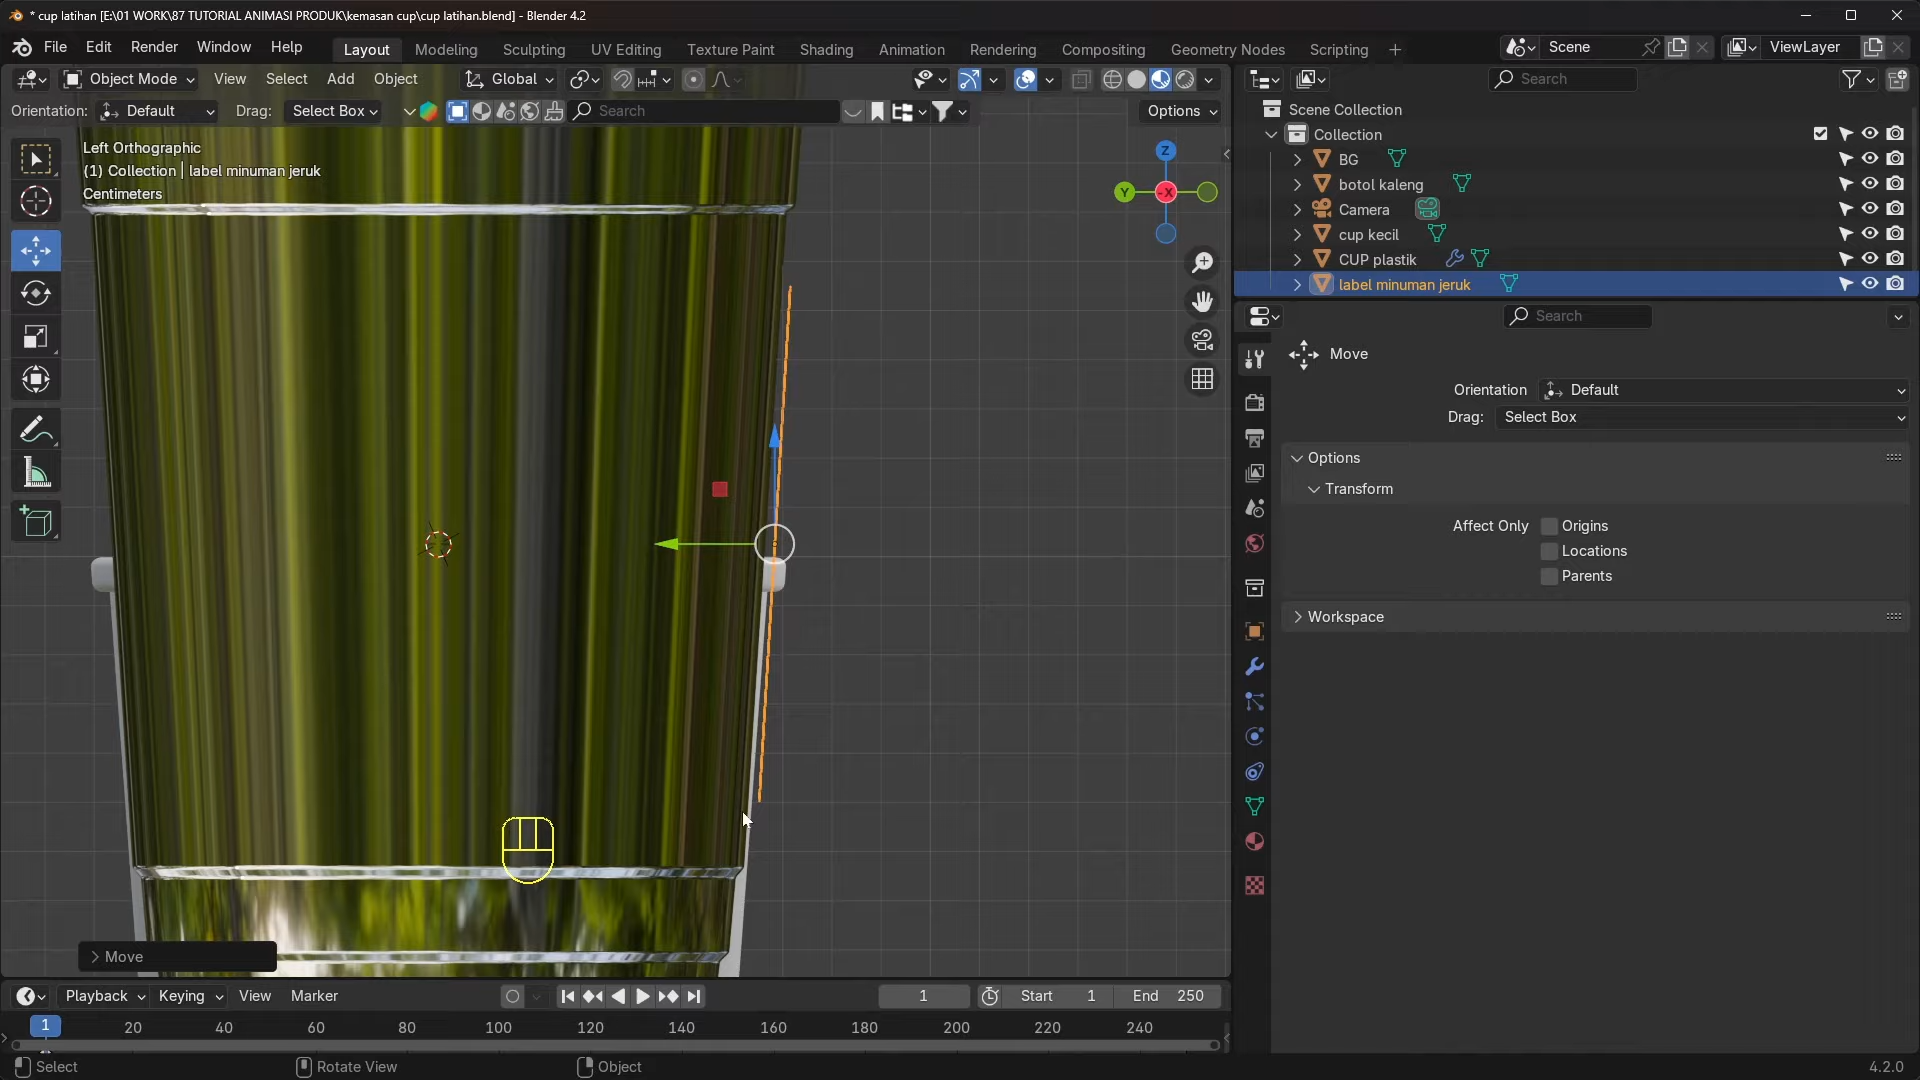 * cup latihan [E:\01 WORK\87 TUTORIAL ANIMASI PRODUK\kemasan cup\cup latihan.blend] - Blender 4.2
File Edit Render Window Help Layout Modeling Sculpting UV Editing Texture Paint Shading Animation Rendering Compositing Geometry Nodes Scripting + Scene ViewLayer
Object Mode View Select Add Object Global Search
Orientation: Default Drag: Select Box Search Options
Left Orthographic
(1) Collection | label minuman jeruk
Centimeters
Z
Y
-X
Scene Collection
Collection
BG
botol kaleng
Camera
cup kecil
CUP plastik
label minuman jeruk
Search
Move
Orientation Default
Drag: Select Box
Options
Transform
Affect Only Origins
Locations
Parents
Workspace
Move
Playback Keying View Marker 1 Start 1 End 250
1 20 40 60 80 100 120 140 160 180 200 220 240
Select Rotate View Object 4.2.0